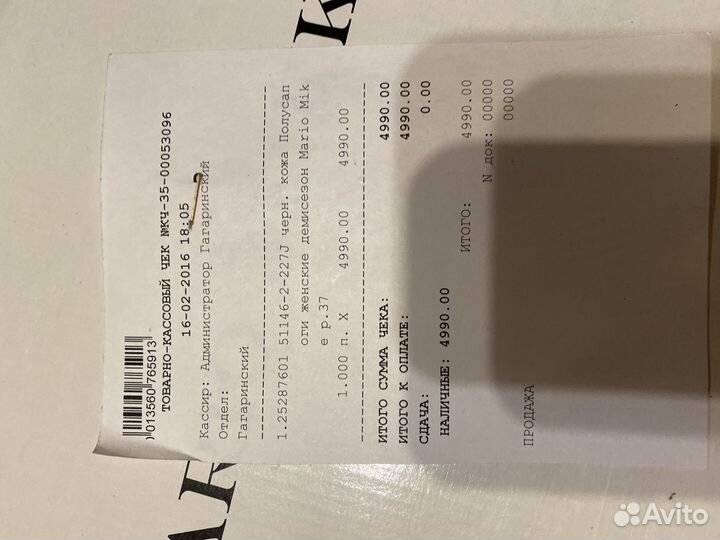 )013560 765913)
ТОВАРНО-КАССОВЫЙ ЧЕК №КЧ-35-00053096
16-02-2016 18:05
Кассир: Администратор Гагаринский
Отдел:
Гагаринский
1.25287601 51146-2-227J черн. кожа Полусап
оги женские демисезон Mario Mik
е р.37
1.000 п. X 4990.00 4990.00
ИТОГО СУММА ЧЕКА: 4990.00
ИТОГО К ОПЛАТЕ: 4990.00
СДАЧА: 0.00
НАЛИЧНЫЕ: 4990.00
ИТОГО: 4990.00
N док: 00000
00000
ПРОДАЖА
Avito